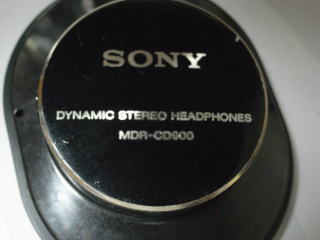 SONY
DYNAMIC STEREO HEADPHONES
MDR-CD900